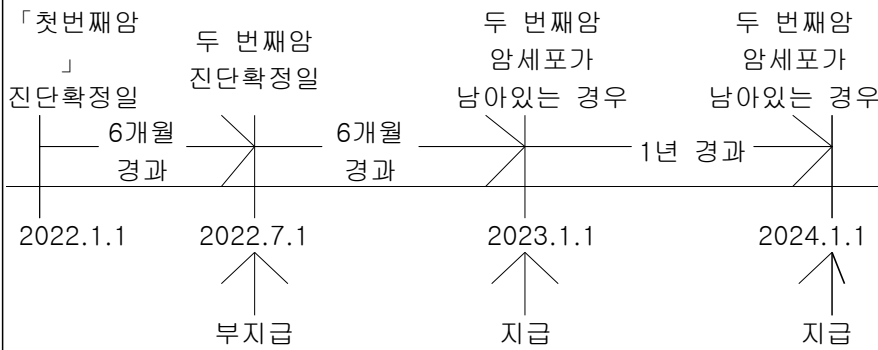 「첫번째암
」
진단확정일
두 번째암
진단확정일
두 번째암
암세포가
남아있는 경우
두 번째암
암세포가
남아있는 경우
6개월
경과
6개월
경과
1년 경과
2022.1.1
2022.7.1
2023.1.1
2024.1.1
부지급
지급
지급